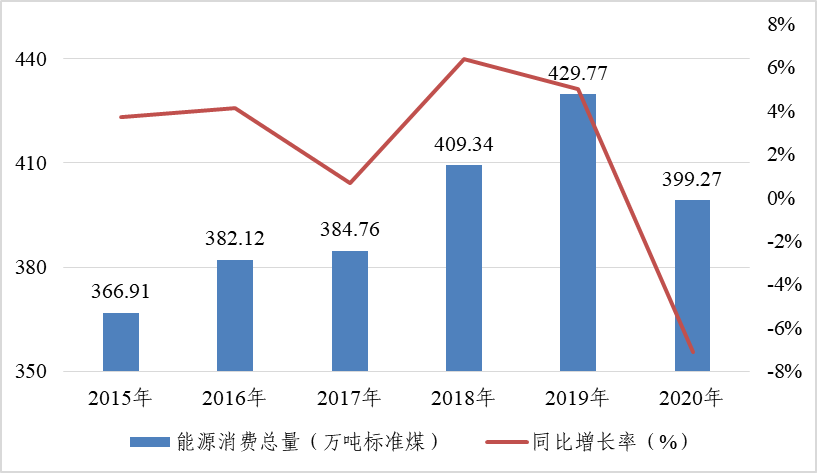 8%
440
6%
429.77
4%
409.34
410
2%
399.27
0%
382.12
384.76
-2%
380
366.91
-4%
-6%
350
-8%
2015年
2016年
2017年
2018年
2019年
2020年
能源消费总量（万吨标准煤）
同比增长率（%）